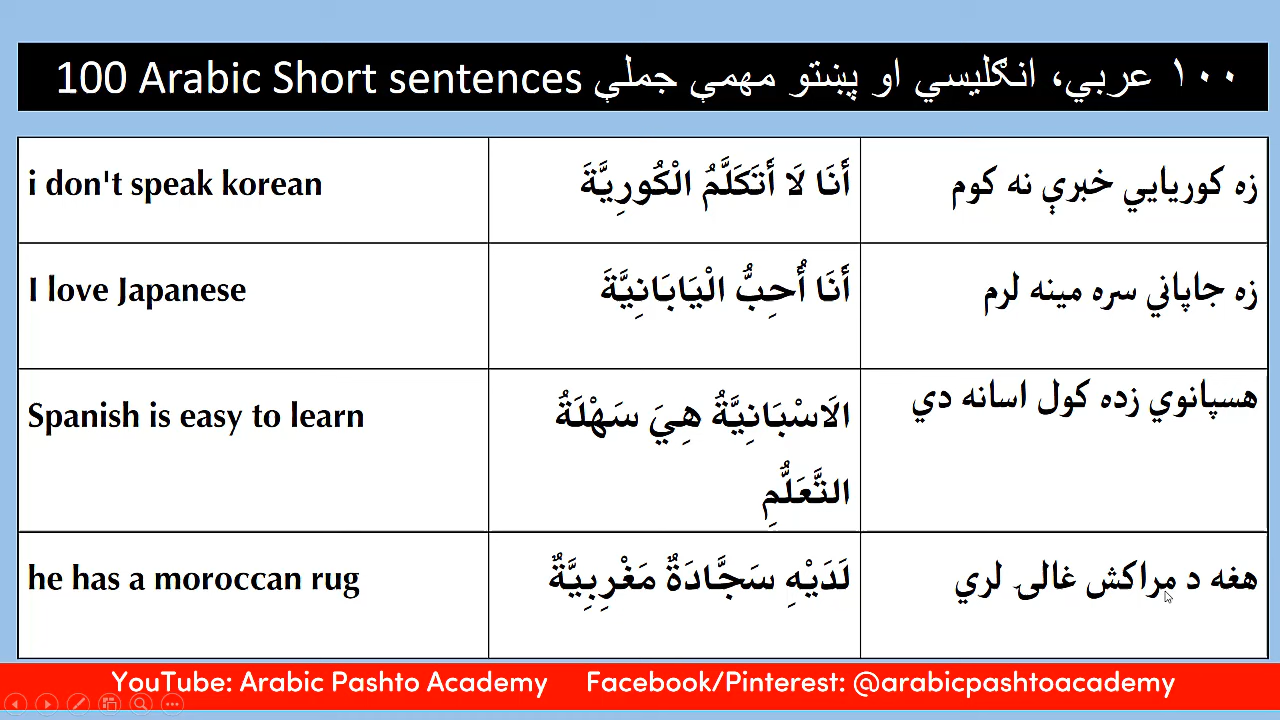 100 Arabic Short sentences ۱۰۰ عربي، انګلیسي او پښتو مهمې جملې
i don't speak korean
أَنَا لَا أَتَكَلَّمُ الْكُورِيَّةَ
زه کوریایي خبرې نه کوم
I love Japanese
أَنَا أُحِبُّ الْيَابَانِيَّةَ
زه جاپاني سره مینه لرم
Spanish is easy to learn
الَاسْبَانِيَّةُ هِيَ سَهْلَةُ
التَّعَلُّمِ
هسپانوي زده کول اسانه دي
he has a moroccan rug
لَدَيْهِ سَجَّادَةٌ مَغْرِبِيَّةٌ
هغه د مراکش غالۍ لري
YouTube: Arabic Pashto Academy Facebook/Pinterest: @arabicpashtoacademy